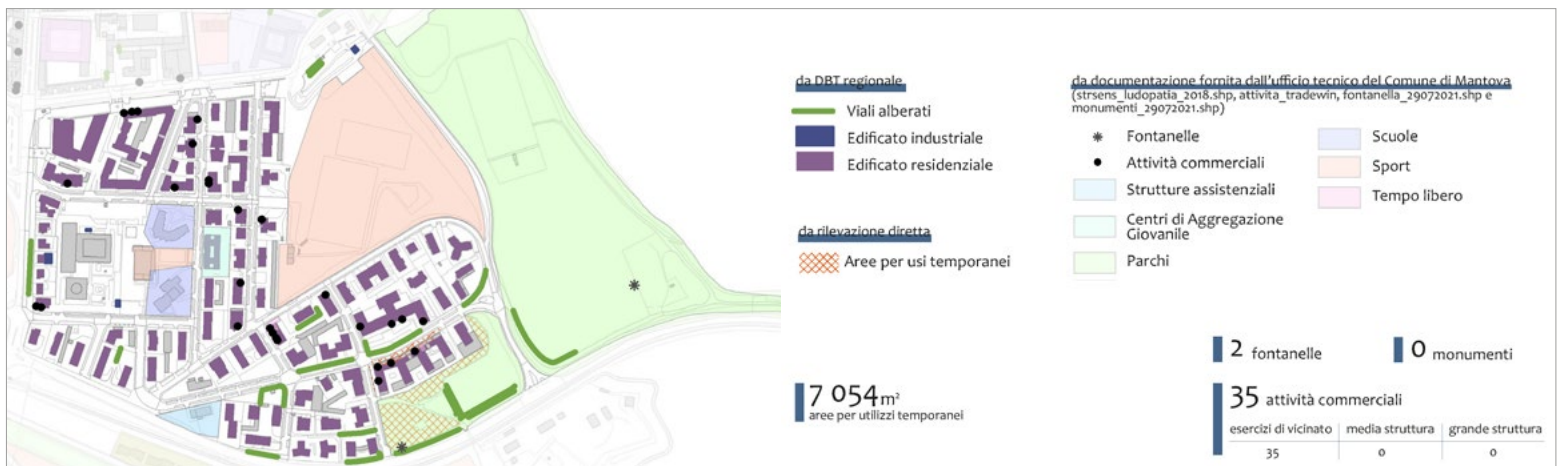 da DBT regionale
Viali alberati
Edificato industriale
Edificato residenziale
da rilevazione diretta
Aree per usi temporanei
7 054 m²
aree per utilizzi temporanei
da documentazione fornita dall'ufficio tecnico del Comune di Mantova
(strsens_ludopatia_2018.shp, attivita_tradewin, fontanella_29072021.shp e
monumenti_29072021.shp)
Fontanelle
Attività commerciali
Strutture assistenziali
Centri di Aggregazione
Giovanile
Parchi
Scuole
Sport
Tempo libero
2 fontanelle
0 monumenti
35 attività commerciali
esercizi di vicinato media struttura grande struttura
35 0 0